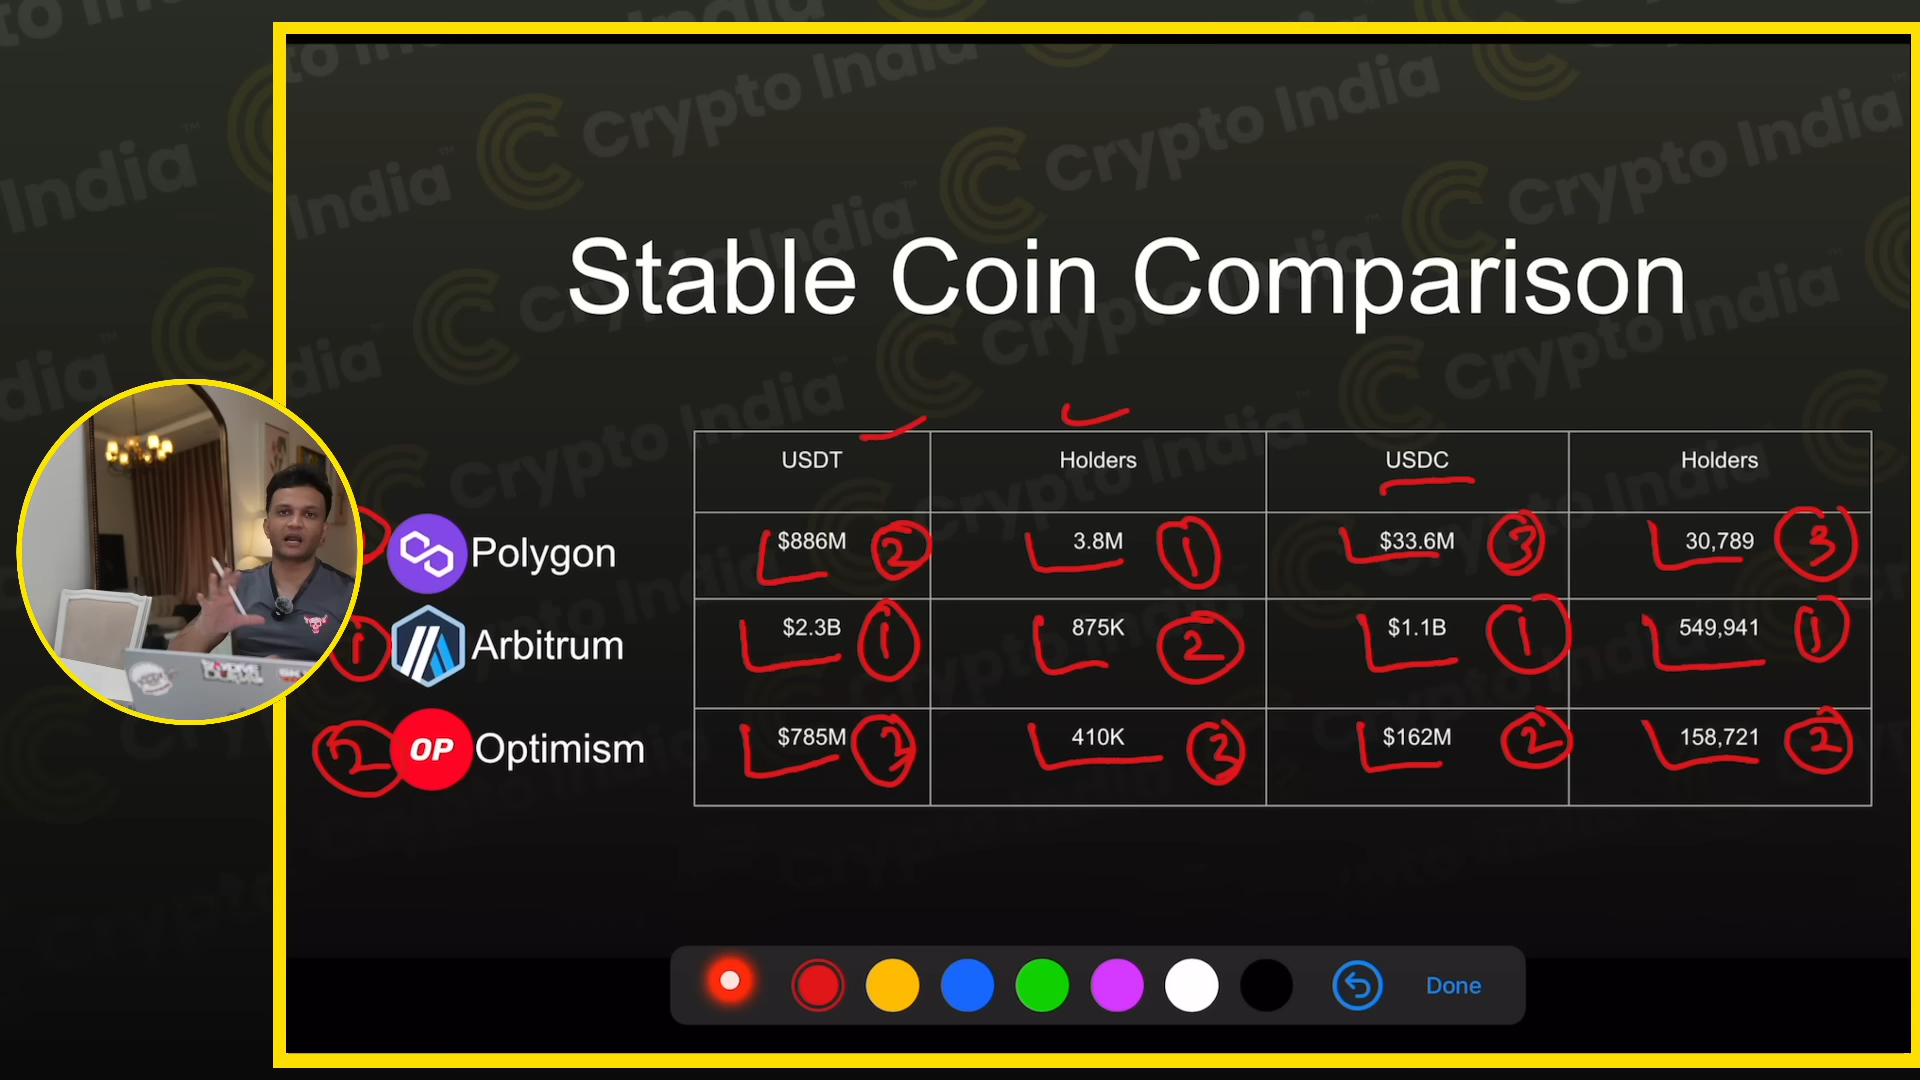 Stable Coin Comparison
USDT Holders USDC Holders
Polygon $886M 2 3.8M 1 $33.6M 3 30,789 3
1 Arbitrum $2.3B 1 875K 2 $1.1B 1 549,941 1
2 OP Optimism $785M 3 410K 3 $162M 2 158,721 2
Done
Crypto India